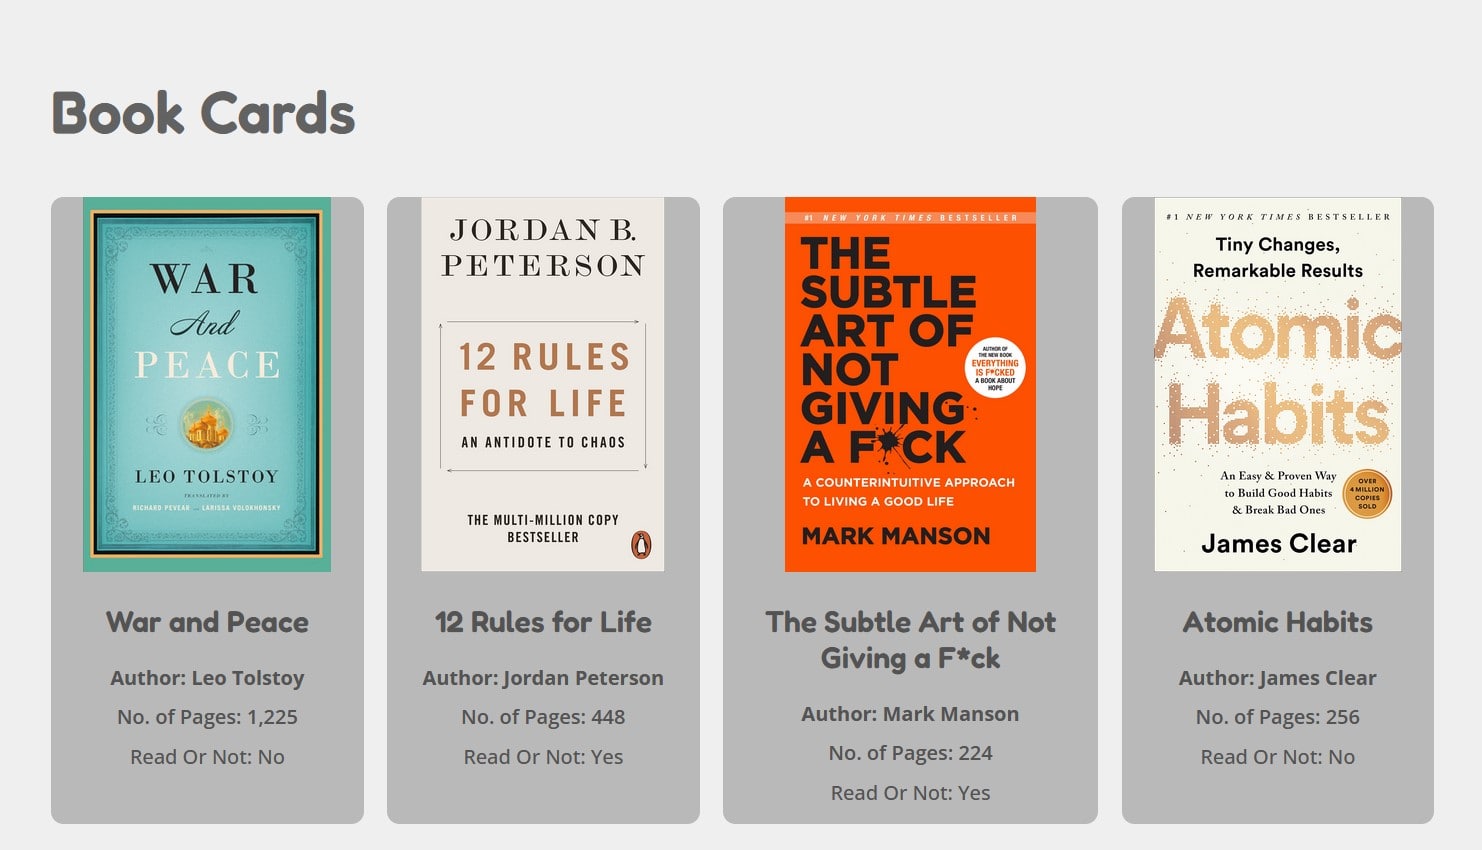 Book Cards
WAR
And
PEACE
LEO TOLSTOY
TRANSLATED BY
RICHARD PEVEAR LARISSA VOLOKHONSKY
War and Peace
Author: Leo Tolstoy
No. of Pages: 1,225
Read Or Not: No
JORDAN B.
PETERSON
12 RULES
FOR LIFE
AN ANTIDOTE TO CHAOS
THE MULTI-MILLION COPY
BESTSELLER
12 Rules for Life
Author: Jordan Peterson
No. of Pages: 448
Read Or Not: Yes
#1 NEW YORK TIMES BESTSELLER
THE
SUBTLE
ART OF
NOT
GIVING
A F*CK
AUTHOR OF
THE NEW BOOK
EVERYTHING
IS F*CKED
A BOOK ABOUT
HOPE
A COUNTERINTUITIVE APPROACH
TO LIVING A GOOD LIFE
MARK MANSON
The Subtle Art of Not
Giving a F*ck
Author: Mark Manson
No. of Pages: 224
Read Or Not: Yes
#1 NEW YORK TIMES BESTSELLER
Tiny Changes,
Remarkable Results
Atomic
Habits
An Easy & Proven Way
to Build Good Habits
& Break Bad Ones
OVER
4 MILLION
COPIES
SOLD
James Clear
Atomic Habits
Author: James Clear
No. of Pages: 256
Read Or Not: No